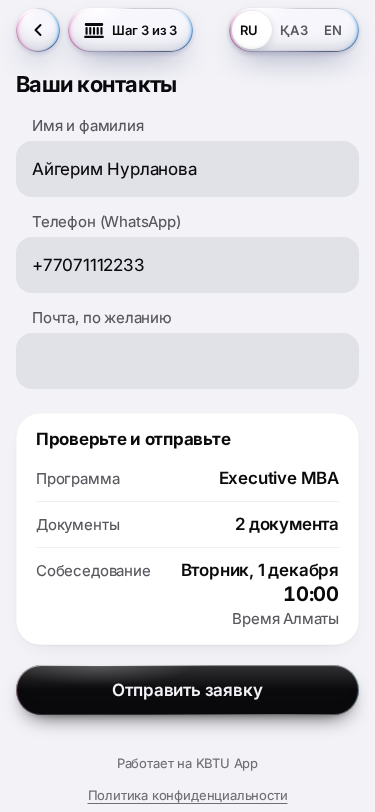 Шаг 3 из 3
RU ҚАЗ EN
Ваши контакты
Имя и фамилия
Айгерим Нурланова
Телефон (WhatsApp)
+77071112233
Почта, по желанию
Проверьте и отправьте
Программа Executive MBA
Документы 2 документа
Собеседование Вторник, 1 декабря
10:00
Время Алматы
Отправить заявку
Работает на KBTU App
Политика конфиденциальности